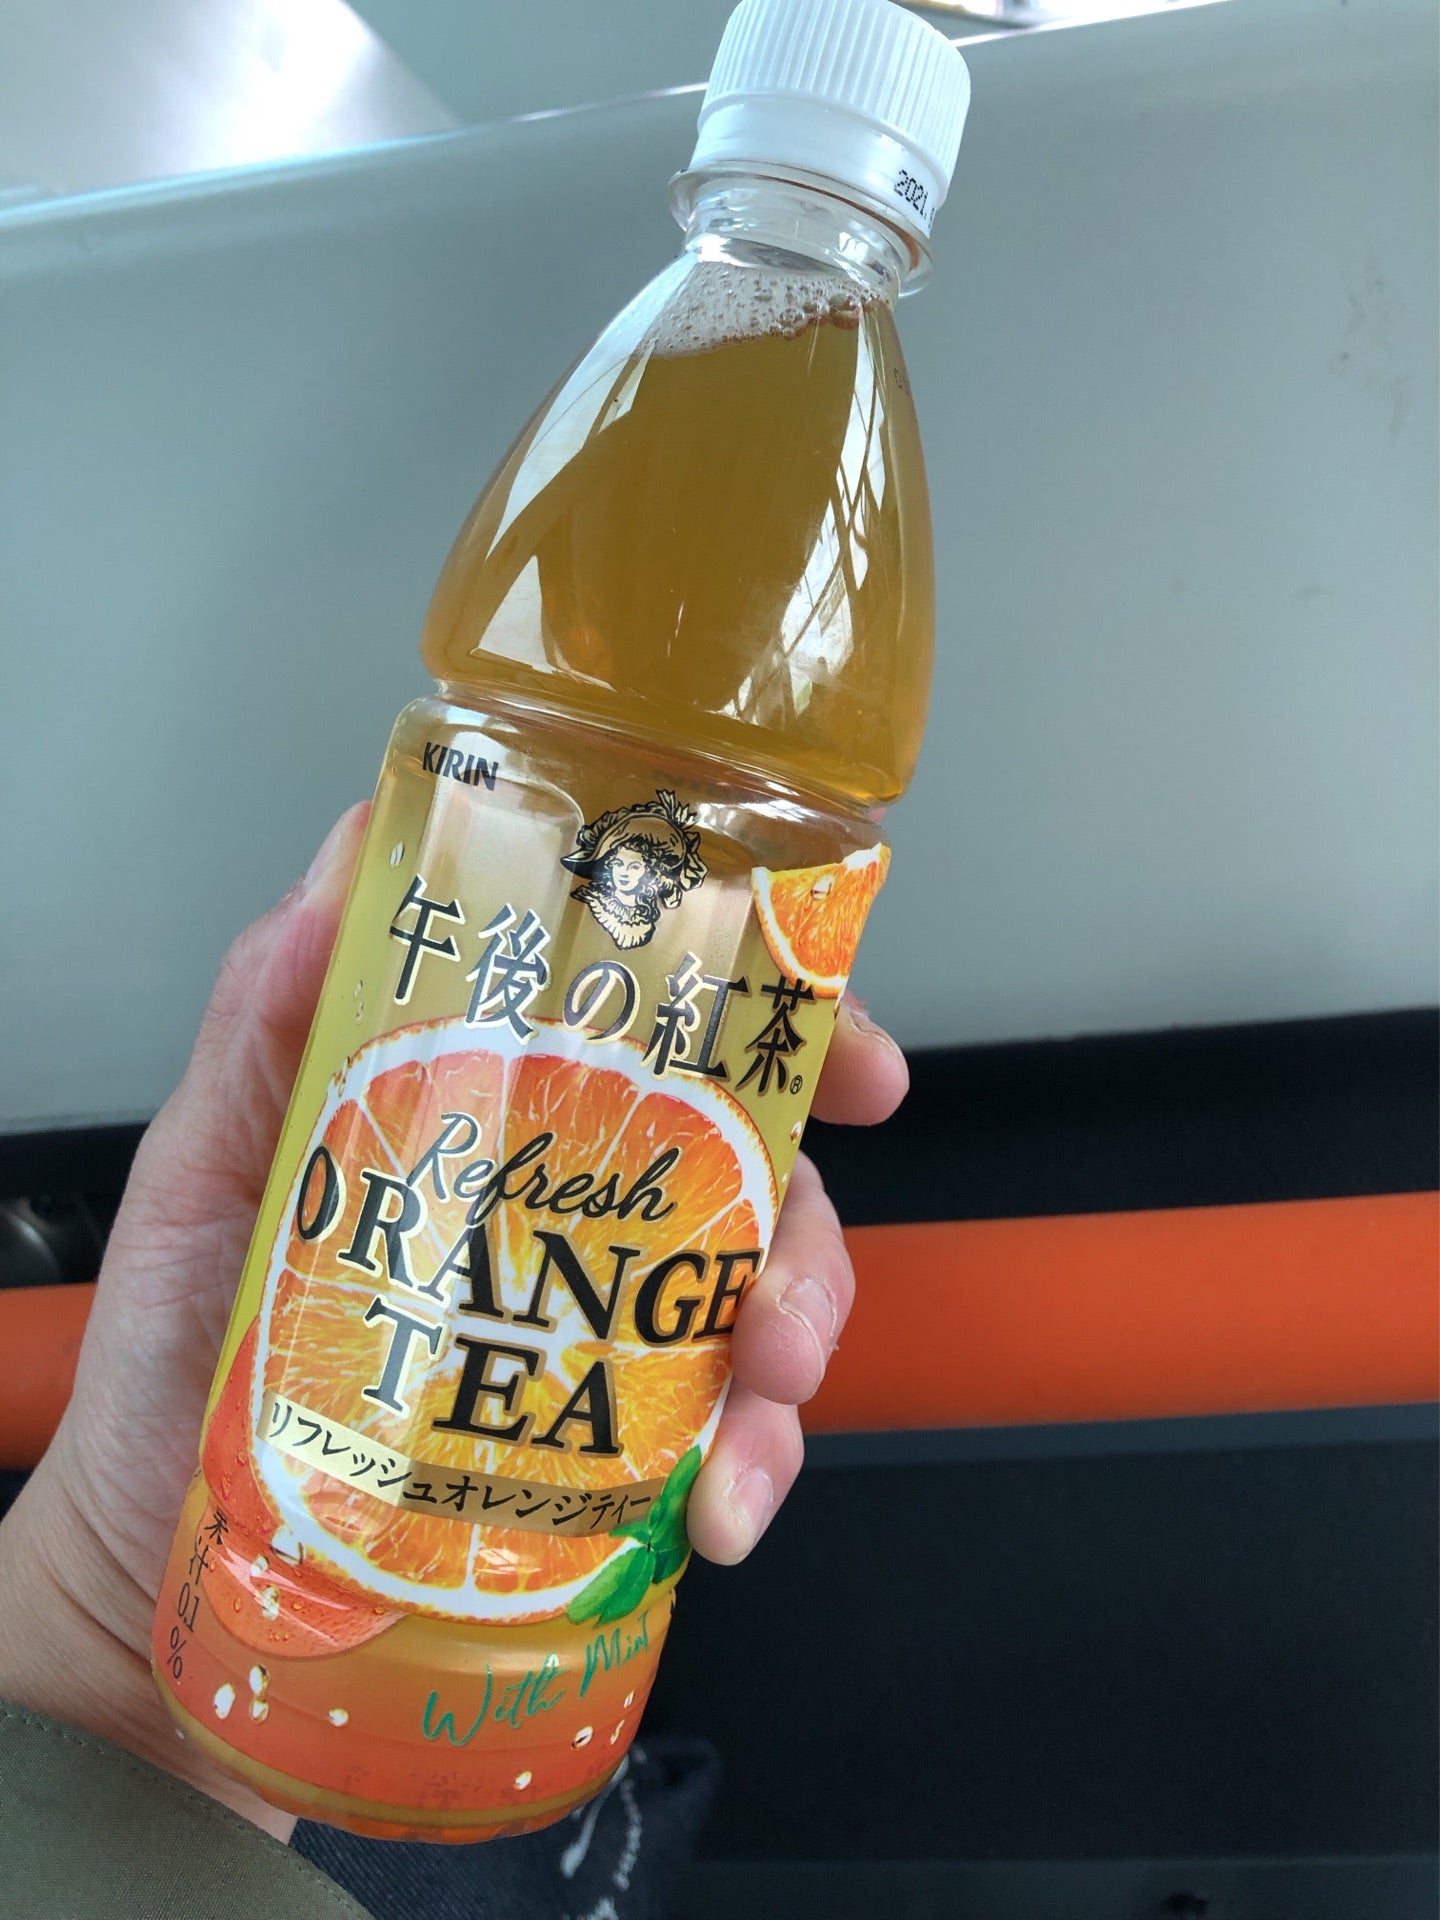 2021.
KIRIN
午後の紅茶®
Refresh
ORANGE
TEA
リフレッシュオレンジティー
果汁0.1%
With Mint